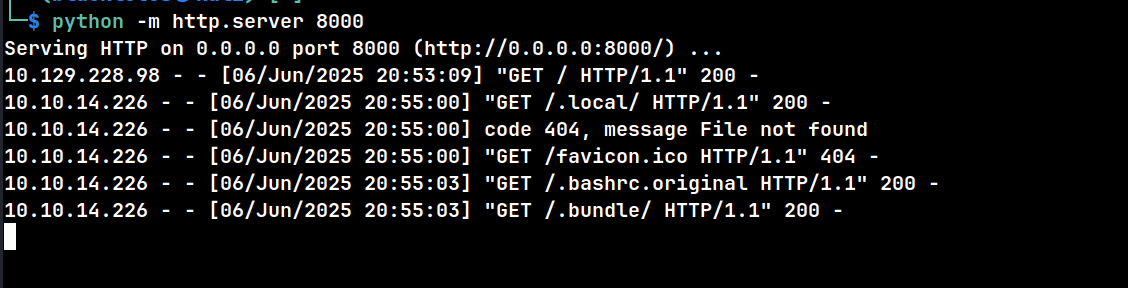 └─$ python -m http.server 8000
Serving HTTP on 0.0.0.0 port 8000 (http://0.0.0.0:8000/) ...
10.129.228.98 - - [06/Jun/2025 20:53:09] "GET / HTTP/1.1" 200 -
10.10.14.226 - - [06/Jun/2025 20:55:00] "GET /.local/ HTTP/1.1" 200 -
10.10.14.226 - - [06/Jun/2025 20:55:00] code 404, message File not found
10.10.14.226 - - [06/Jun/2025 20:55:00] "GET /favicon.ico HTTP/1.1" 404 -
10.10.14.226 - - [06/Jun/2025 20:55:03] "GET /.bashrc.original HTTP/1.1" 200 -
10.10.14.226 - - [06/Jun/2025 20:55:03] "GET /.bundle/ HTTP/1.1" 200 -